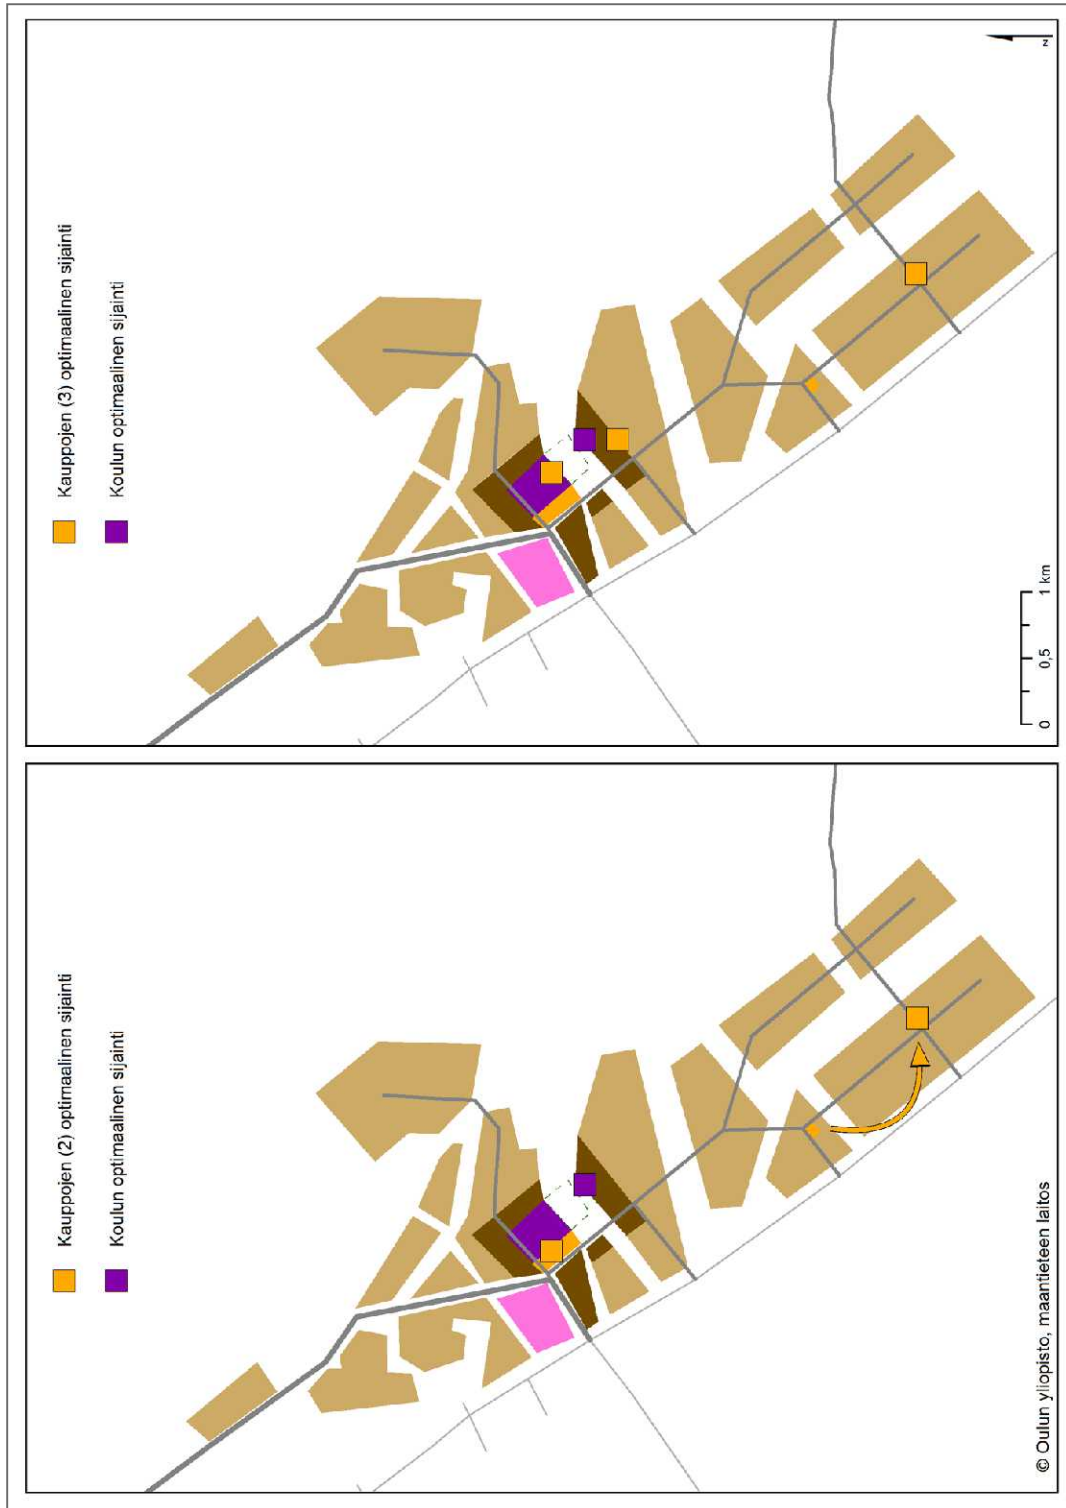 Kauppojen (2) optimaalinen sijainti
Koulun optimaalinen sijainti
© Oulun yliopisto, maantieteen laitos
Kauppojen (3) optimaalinen sijainti
Koulun optimaalinen sijainti
0 0,5 1 km
N